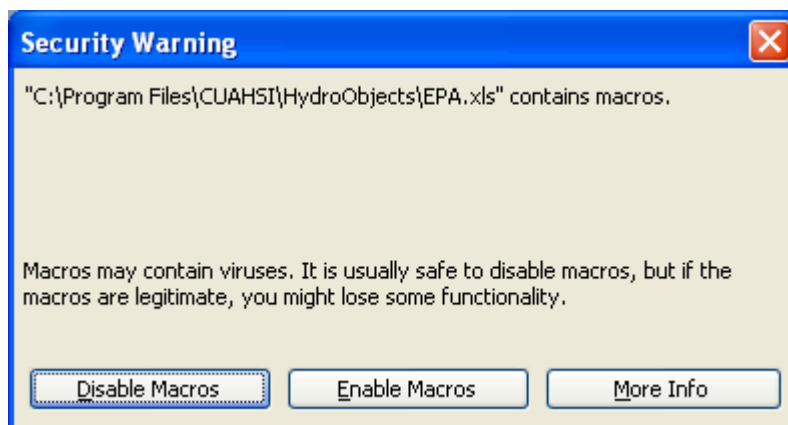 Security Warning
"C:\Program Files\CUAHSI\HydroObjects\EPA.xls" contains macros.
Macros may contain viruses. It is usually safe to disable macros, but if the
macros are legitimate, you might lose some functionality.
Disable Macros Enable Macros More Info